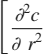 [ ∂²c
∂ r²